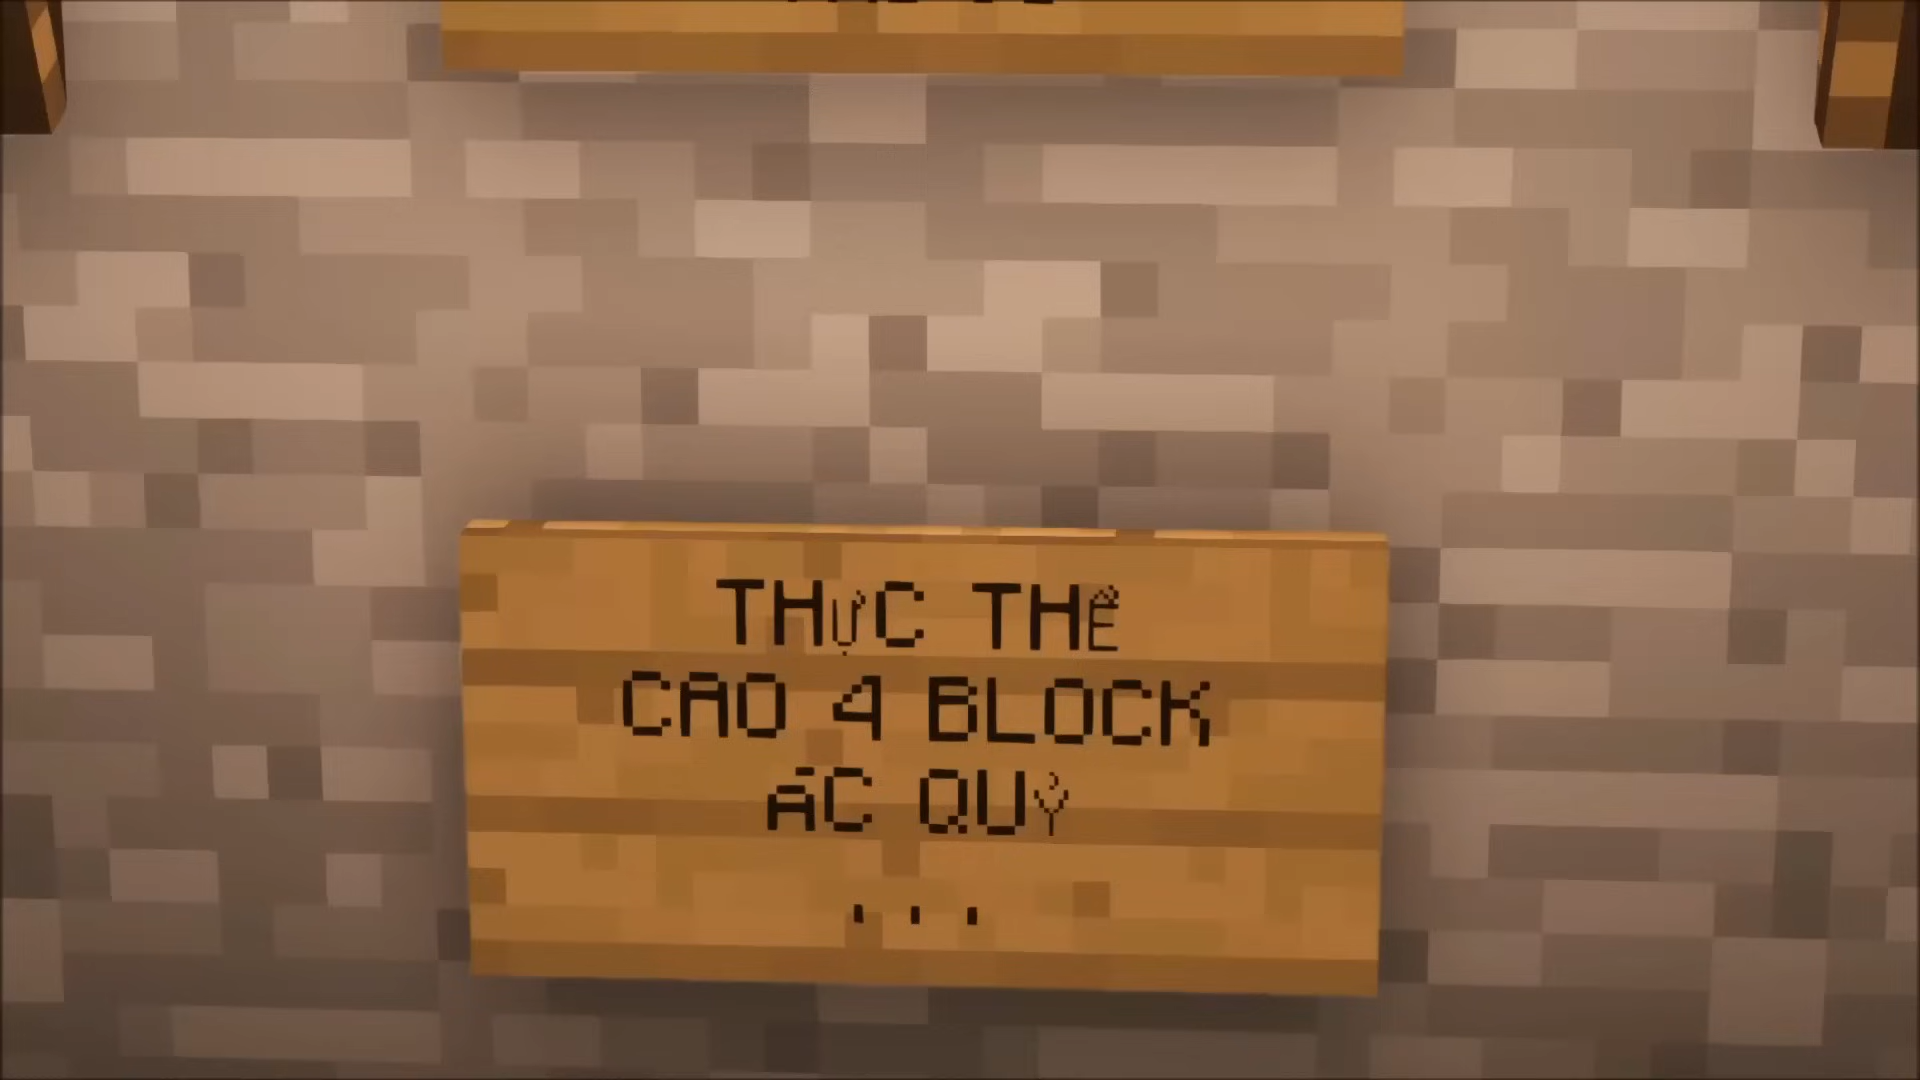 THỰC THỂ
CAO 4 BLOCK
ÁC QUỶ
...